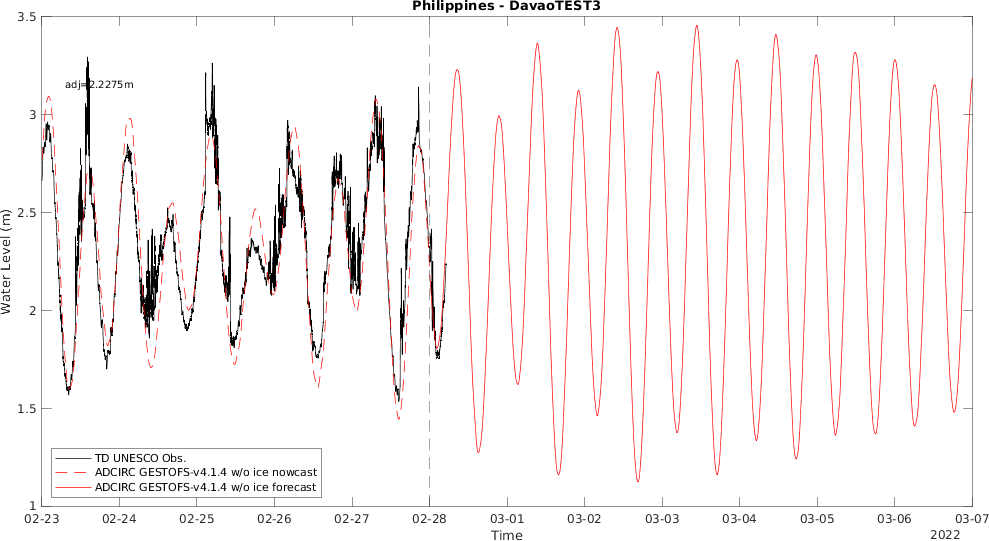 Philippines - DavaoTEST3
3.5
adj=2.2275m
3
2.5
Water Level (m)
2
1.5
TD UNESCO Obs.
ADCIRC GESTOFS-v4.1.4 w/o ice nowcast
ADCIRC GESTOFS-v4.1.4 w/o ice forecast
1
02-23 02-24 02-25 02-26 02-27 02-28 03-01 03-02 03-03 03-04 03-05 03-06 03-07
Time
2022